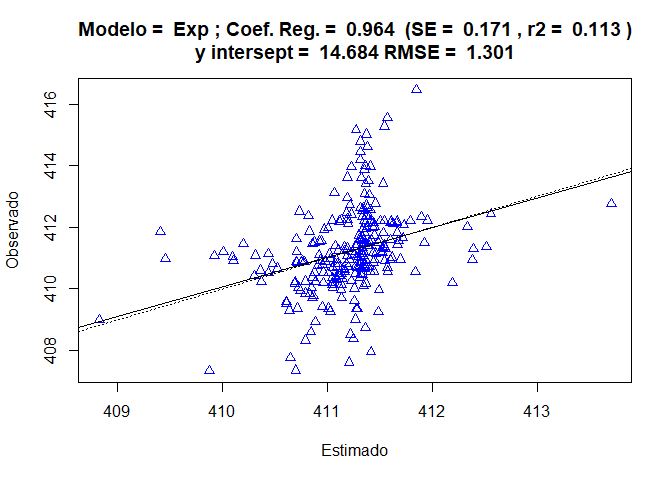 Modelo = Exp ; Coef. Reg. = 0.964 (SE = 0.171 , r2 = 0.113 )
y intersept = 14.684 RMSE = 1.301
416
414
412
410
408
Observado
409
410
411
412
413
Estimado